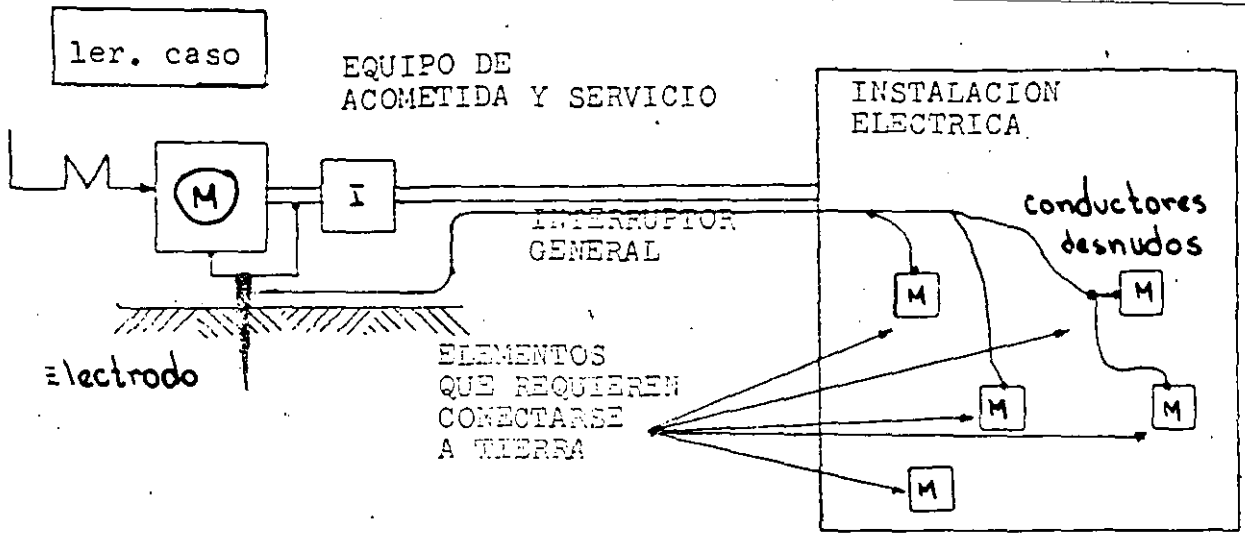 1er. caso
EQUIPO DE
ACOMETIDA Y SERVICIO
INSTALACION
ELECTRICA
M
I
INTERRUPTOR
GENERAL
conductores
desnudos
M
M
Electrodo
ELEMENTOS
QUE REQUIEREN
CONECTARSE
A TIERRA
M
M
M